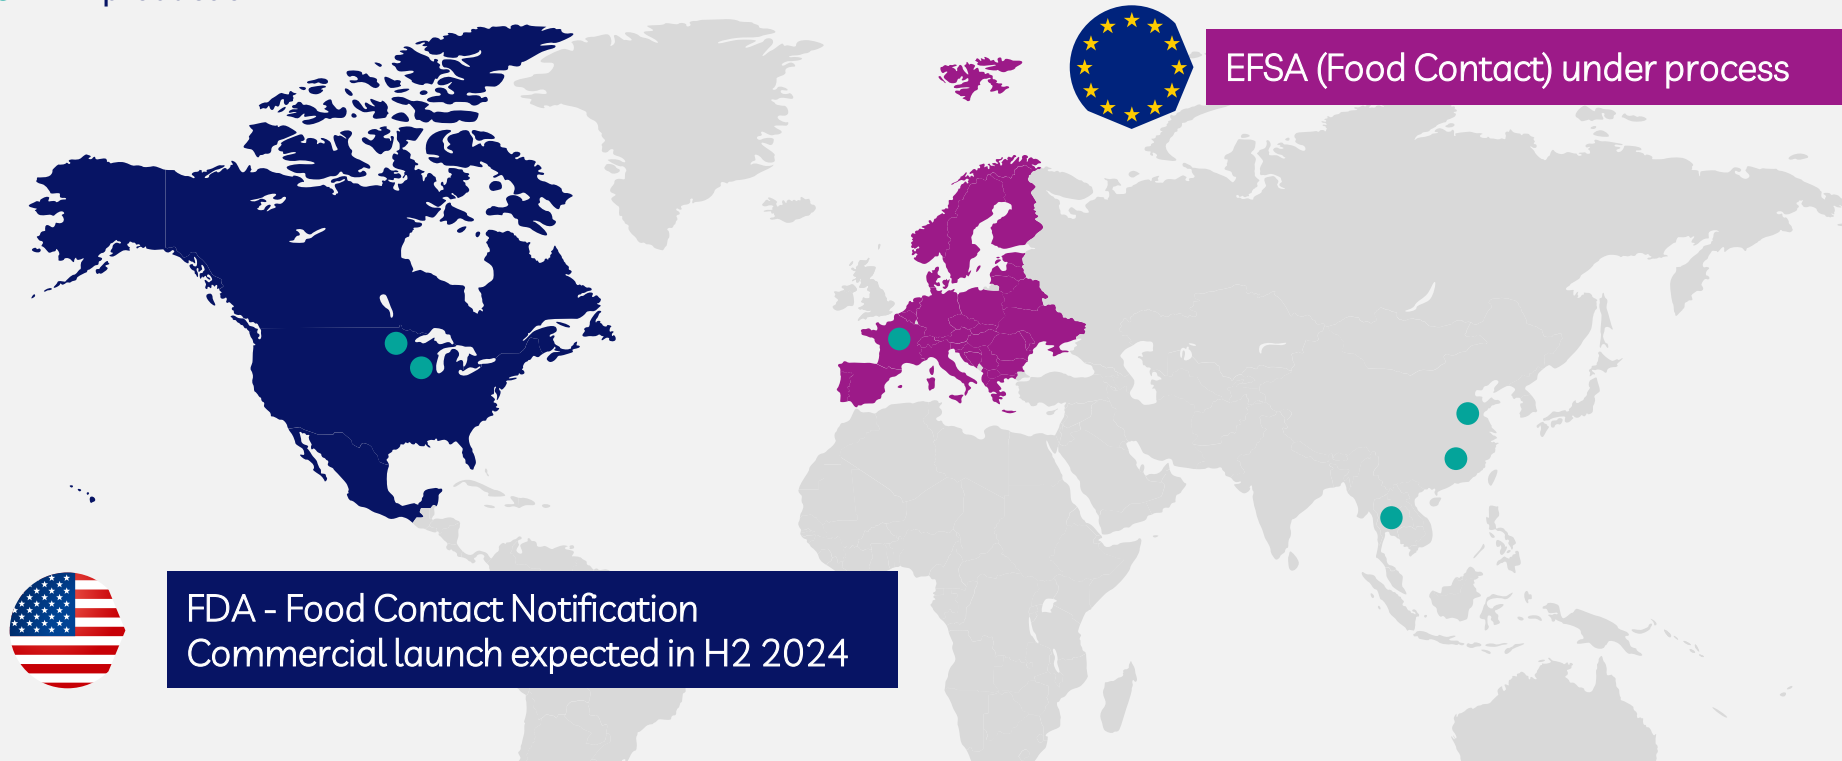 EFSA (Food Contact) under process
FDA - Food Contact Notification
Commercial launch expected in H2 2024